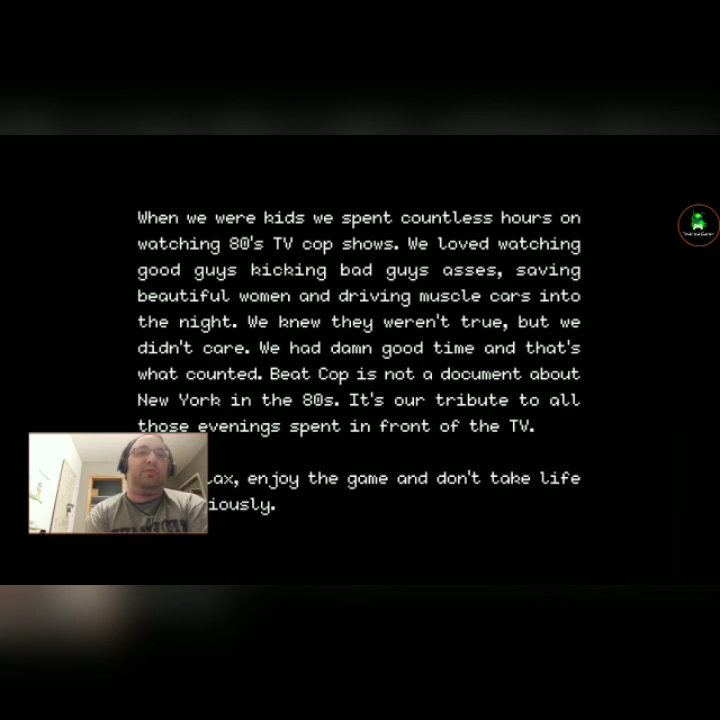 When we were kids we spent countless hours on
watching 80's TV cop shows. We loved watching
good guys kicking bad guys asses, saving
beautiful women and driving muscle cars into
the night. We knew they weren't true, but we
didn't care. We had damn good time and that's
what counted. Beat Cop is not a document about
New York in the 80s. It's our tribute to all
those evenings spent in front of the TV.
enjoy the game and don't take life